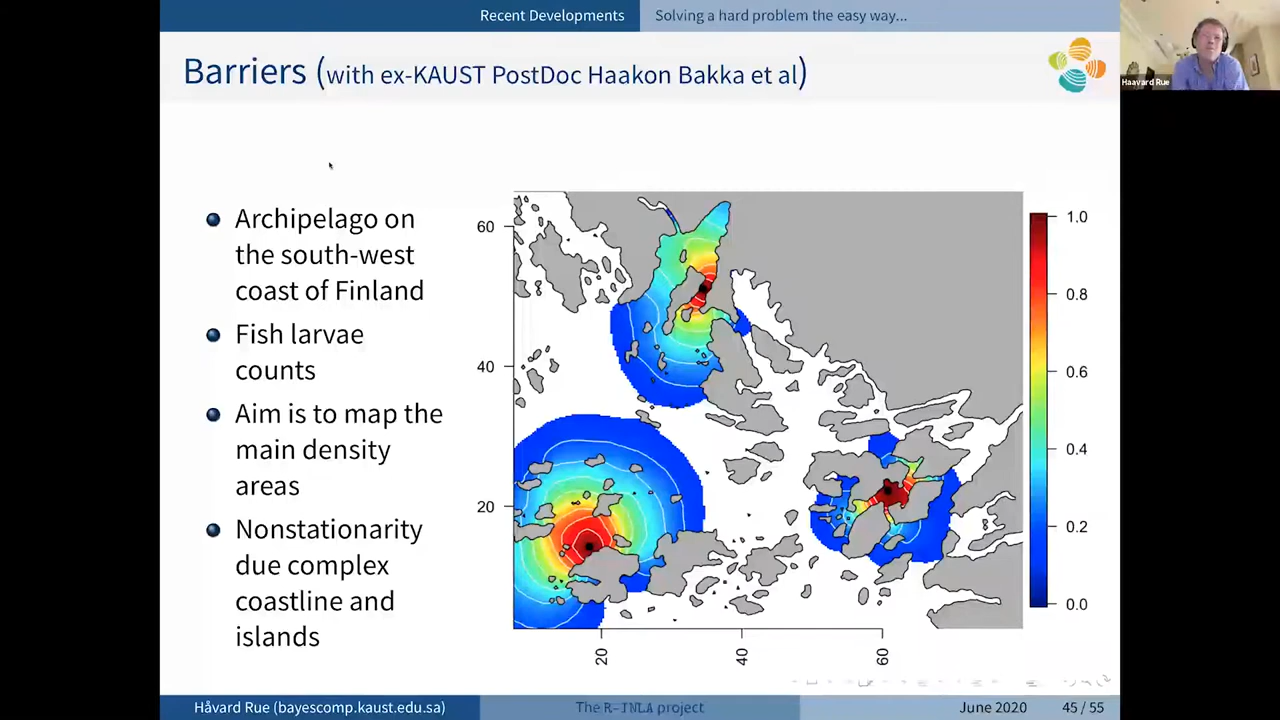 Recent Developments
Solving a hard problem the easy way...
Haavard Rue
Barriers (with ex-KAUST PostDoc Haakon Bakka et al)
Archipelago on
the south-west
coast of Finland
Fish larvae
counts
Aim is to map the
main density
areas
Nonstationarity
due complex
coastline and
islands
60
40
20
20
40
60
1.0
0.8
0.6
0.4
0.2
0.0
Håvard Rue (bayescomp.kaust.edu.sa)
The R-INLA project
June 2020
45 / 55